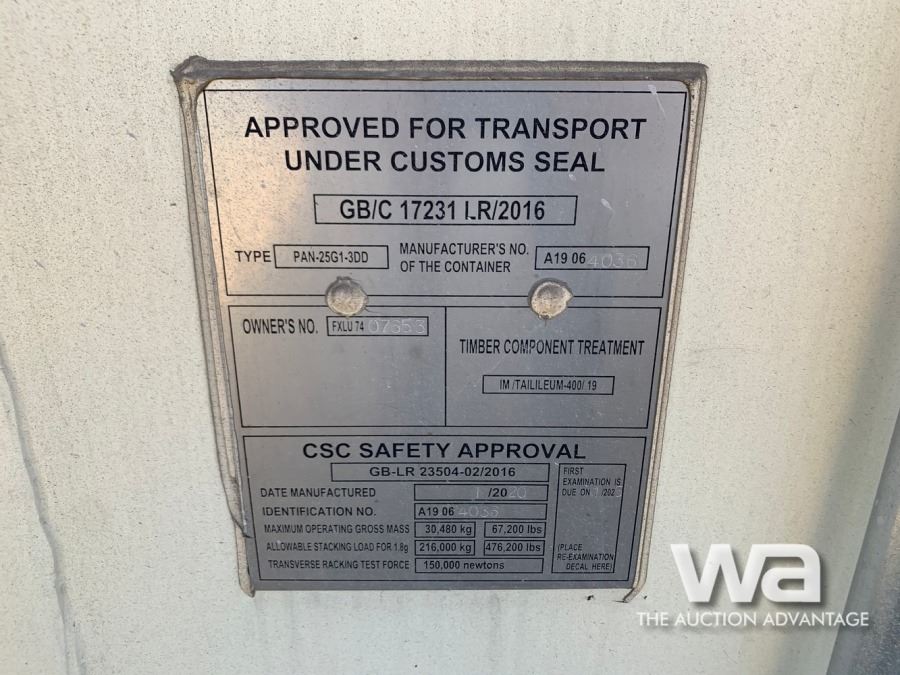 APPROVED FOR TRANSPORT
UNDER CUSTOMS SEAL
GB/C 17231 LR/2016
TYPE PAN-25G1-3DD MANUFACTURER'S NO. OF THE CONTAINER A19 06 4036
OWNER'S NO. FXLU 74 07653
TIMBER COMPONENT TREATMENT
IM /TAILILEUM-400/ 19
CSC SAFETY APPROVAL
GB-LR 23504-02/2016
DATE MANUFACTURED 1 /2020
IDENTIFICATION NO. A19 06 4036
MAXIMUM OPERATING GROSS MASS 30,480 kg 67,200 lbs
ALLOWABLE STACKING LOAD FOR 1.8g 216,000 kg 476,200 lbs
TRANSVERSE RACKING TEST FORCE 150,000 newtons
FIRST
EXAMINATION IS
DUE ON
(PLACE
RE-EXAMINATION
DECAL HERE)
wa
THE AUCTION ADVANTAGE